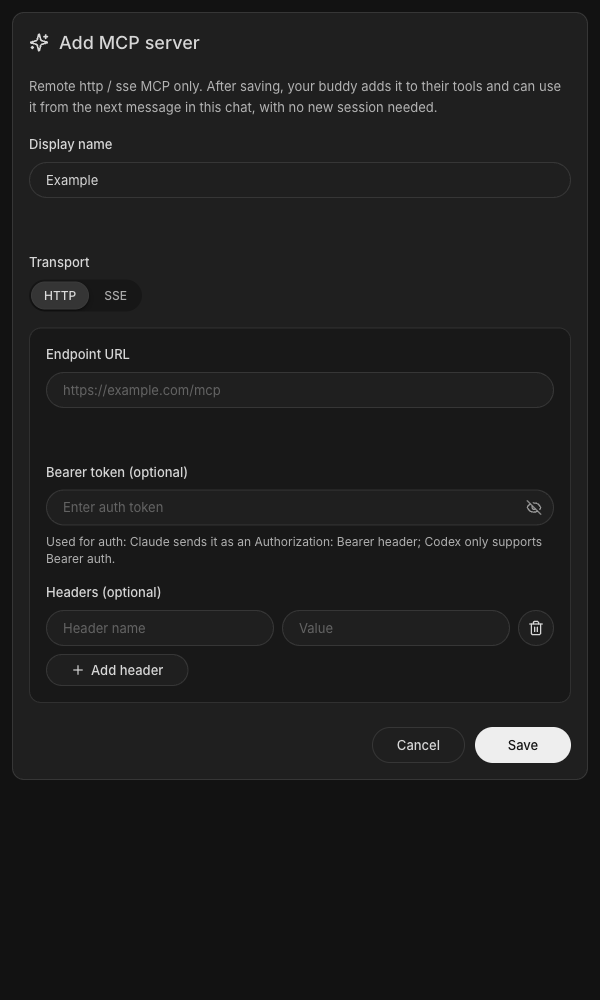 Add MCP server
Remote http / sse MCP only. After saving, your buddy adds it to their tools and can use
it from the next message in this chat, with no new session needed.
Display name
Example
Transport
HTTP SSE
Endpoint URL
https://example.com/mcp
Bearer token (optional)
Enter auth token
Used for auth: Claude sends it as an Authorization: Bearer header; Codex only supports
Bearer auth.
Headers (optional)
Header name Value
Add header
Cancel Save